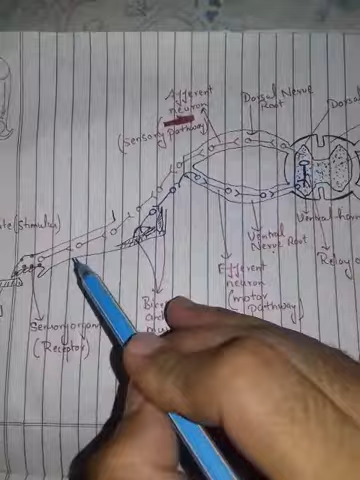 Afferent
neuron
(sensory pathway)
Dorsal Nerve
Root
Dorsal
(stimulus)
Ventral horn
Ventral
Nerve Root
Relay
Efferent
neuron
(motor
pathway)
Sensory organ
(Receptor)